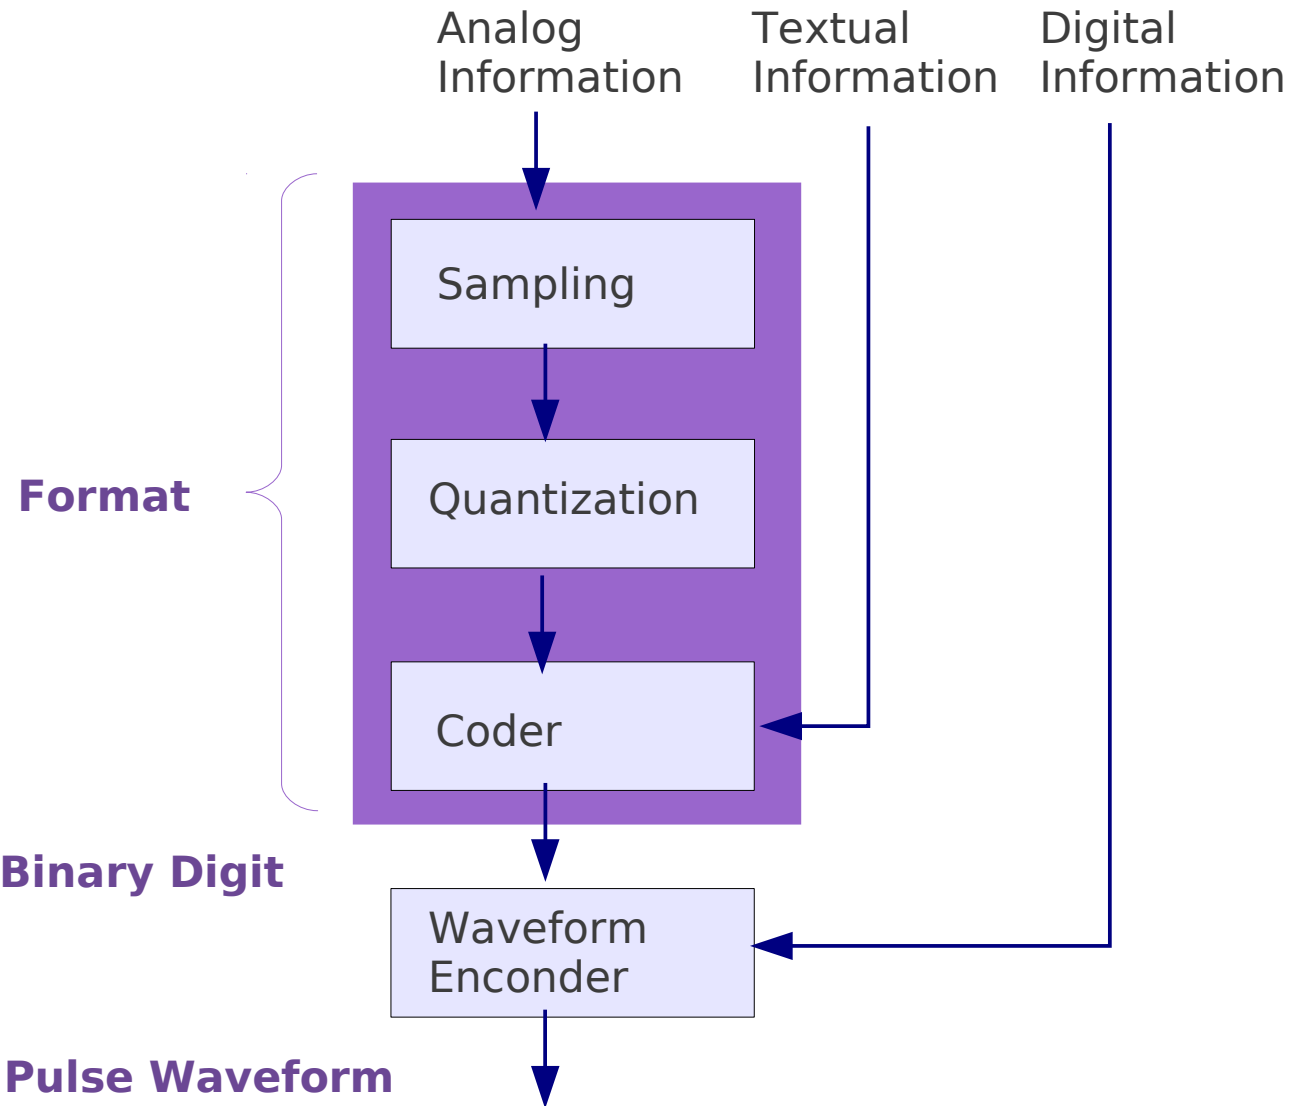 Analog
Information
Textual
Information
Digital
Information
Sampling
Format
Quantization
Coder
Binary Digit
Waveform
Enconder
Pulse Waveform